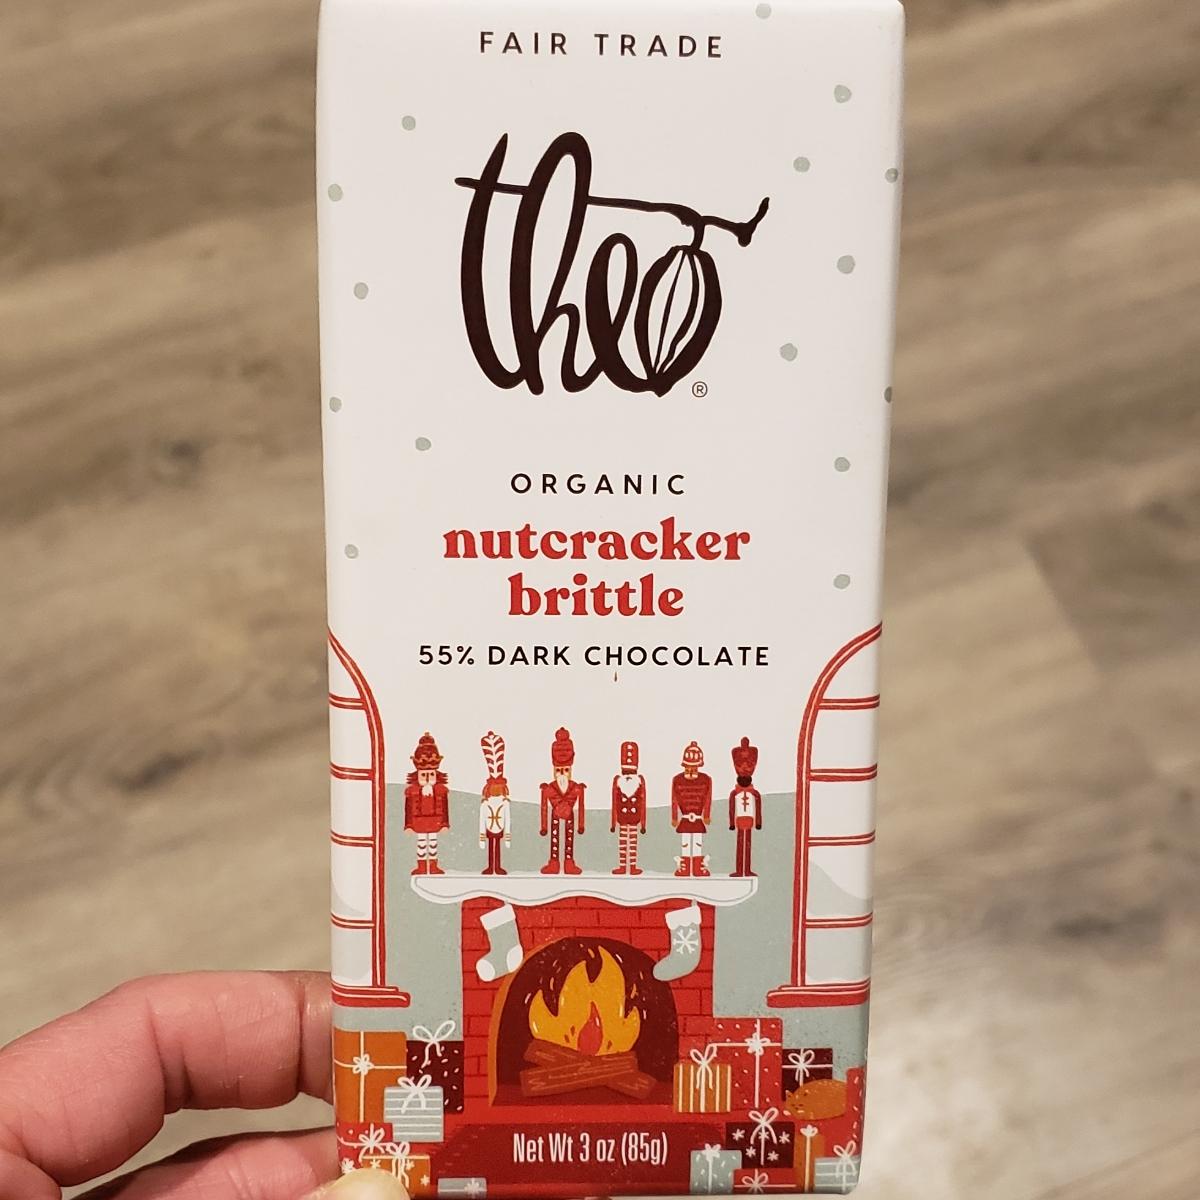 FAIR TRADE
theo®
ORGANIC
nutcracker
brittle
55% DARK CHOCOLATE
Net Wt 3 oz (85g)